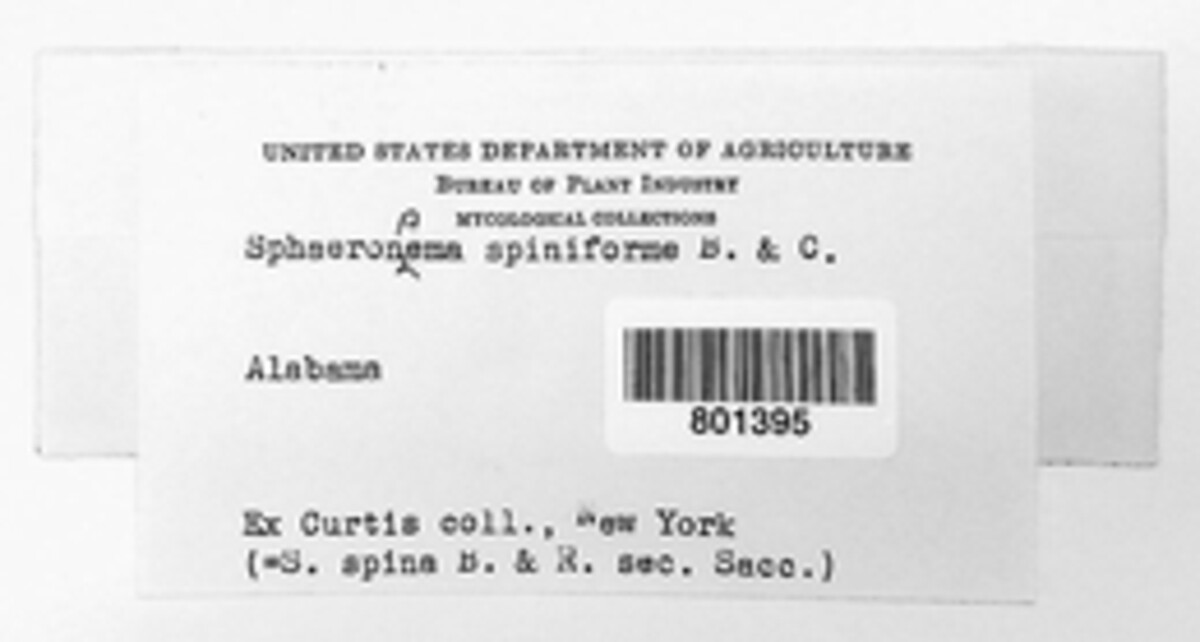 UNITED STATES DEPARTMENT OF AGRICULTURE
BUREAU OF PLANT INDUSTRY
MYCOLOGICAL COLLECTIONS
Sphaeronema spiniforme B. & C.
Alabama
801395
Ex Curtis coll., New York
(=S. spina B. & R. sec. Sacc.)